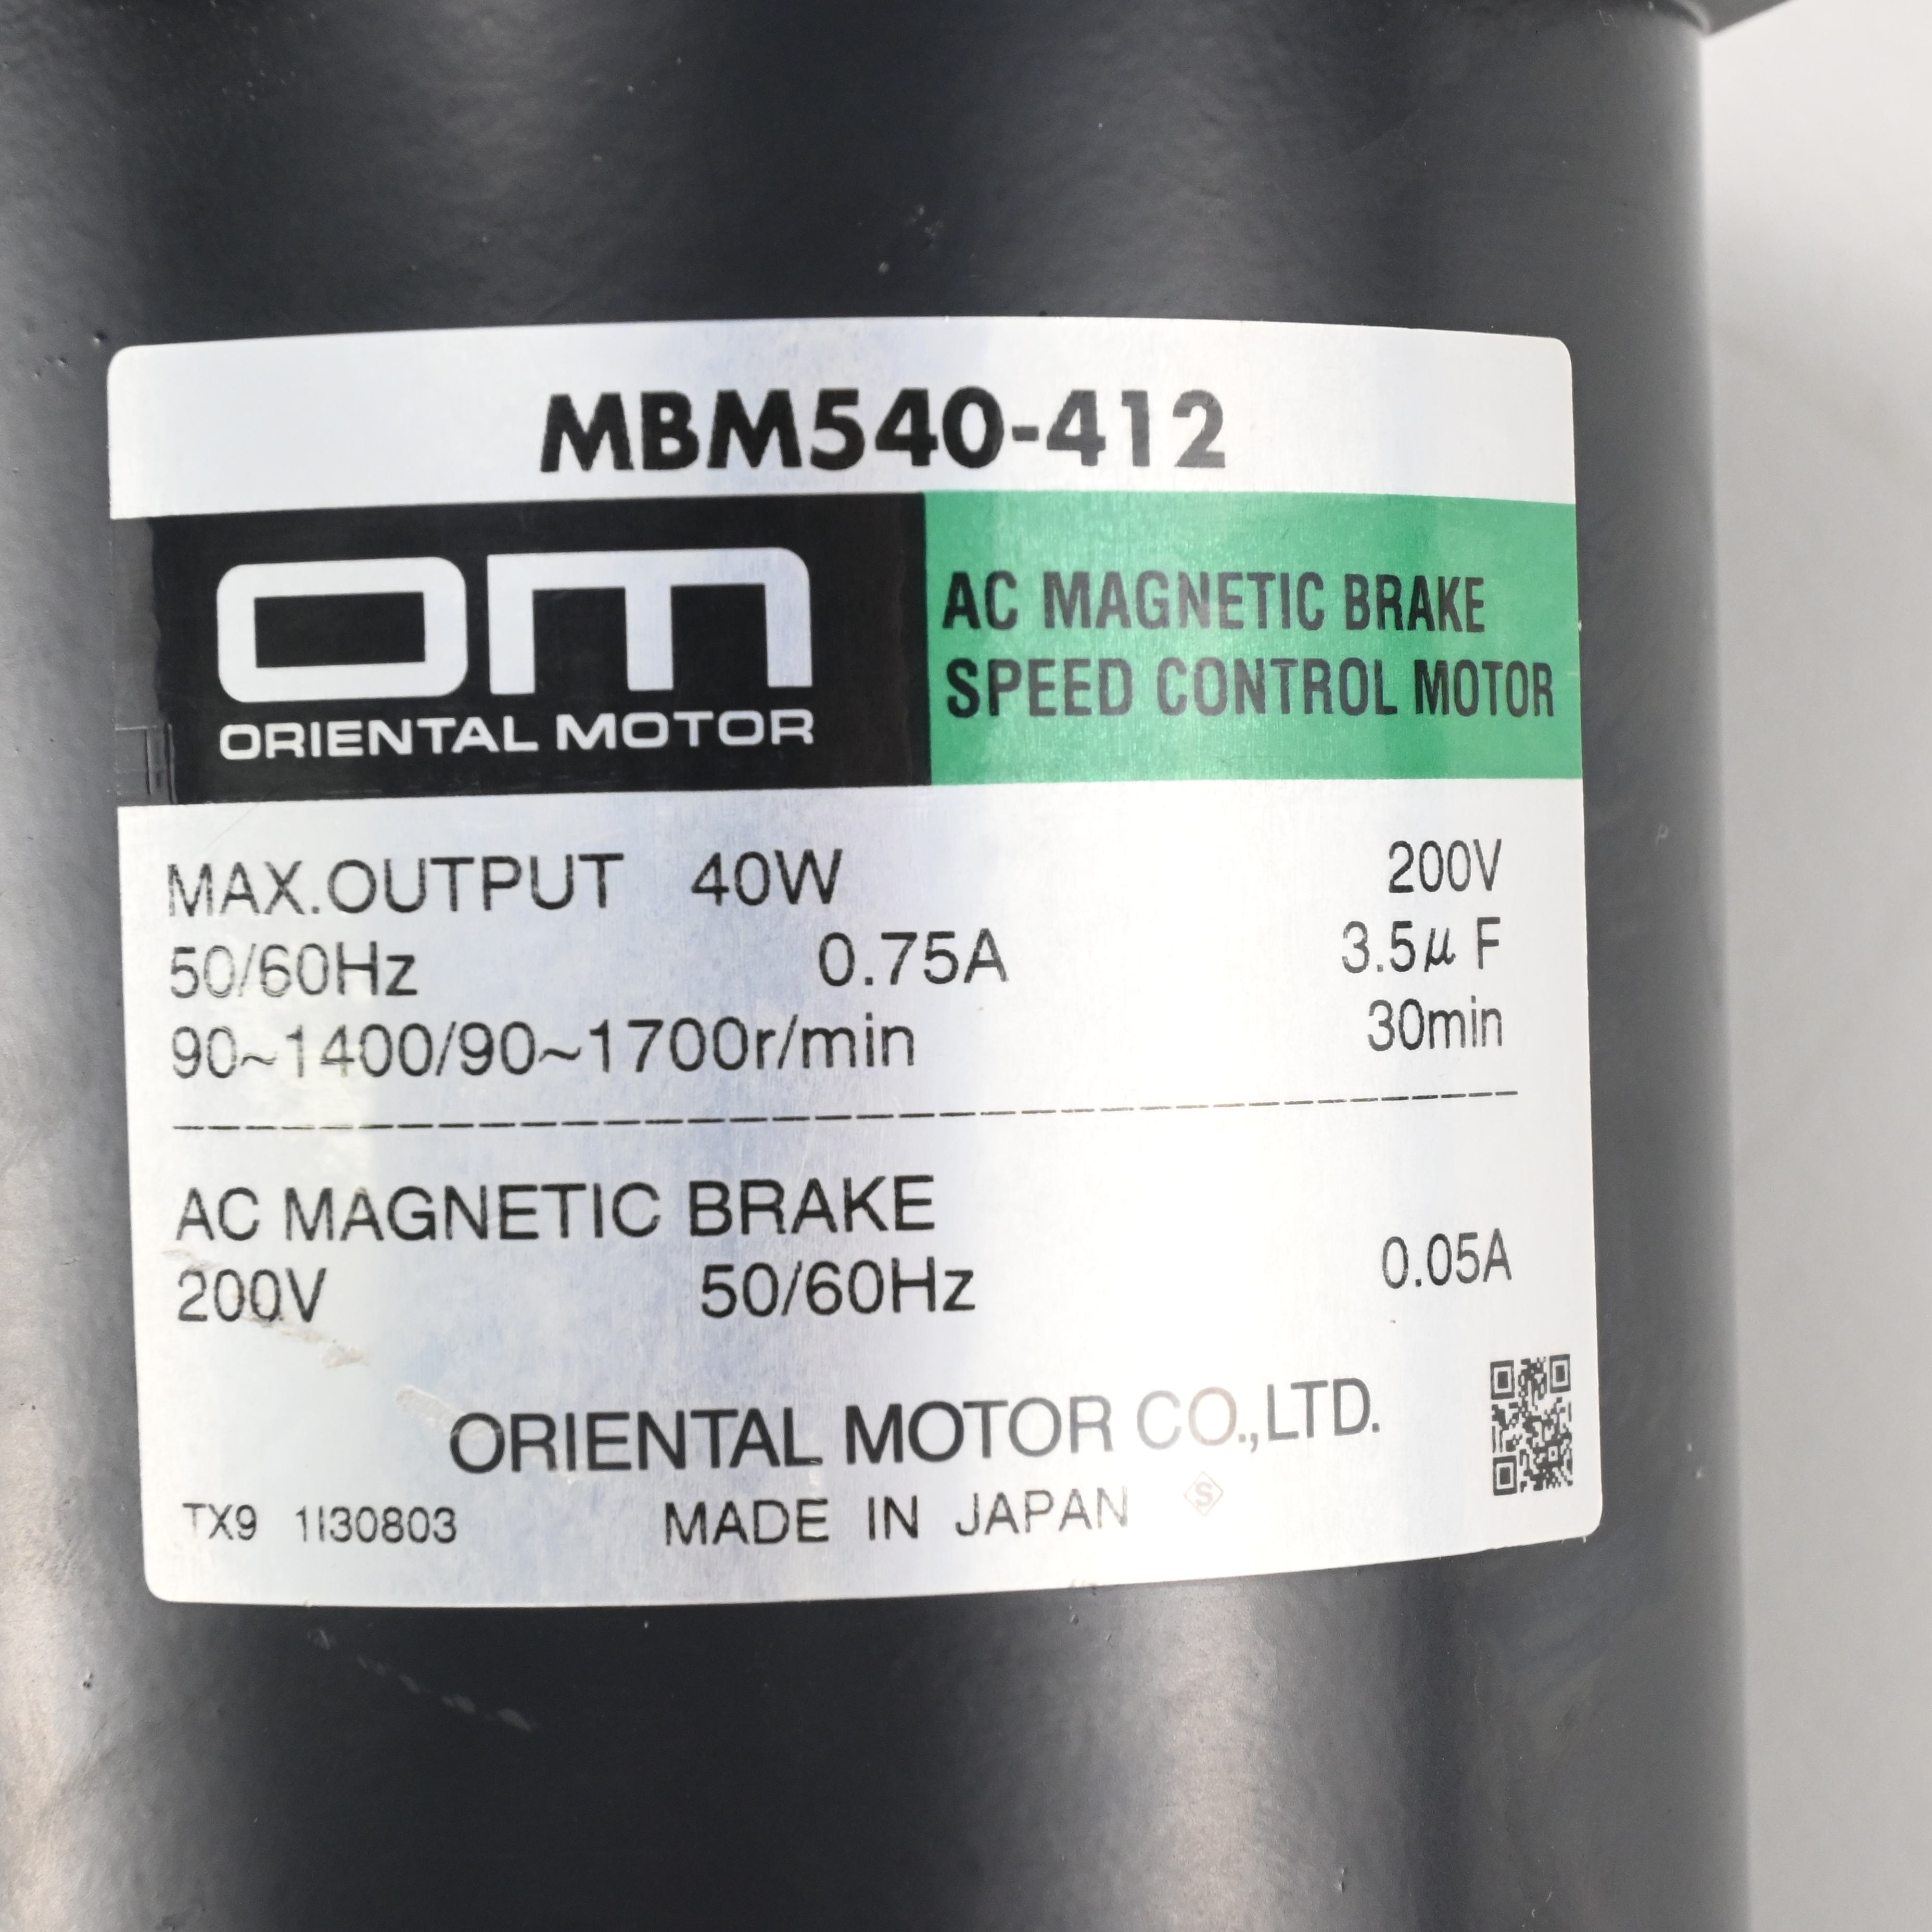 MBM540-412
OM
ORIENTAL MOTOR
AC MAGNETIC BRAKE
SPEED CONTROL MOTOR
MAX.OUTPUT 40W 200V
50/60Hz 0.75A 3.5μF
90~1400/90~1700r/min 30min
AC MAGNETIC BRAKE
200V 50/60Hz 0.05A
ORIENTAL MOTOR CO.,LTD.
TX9 1I30803 MADE IN JAPAN S